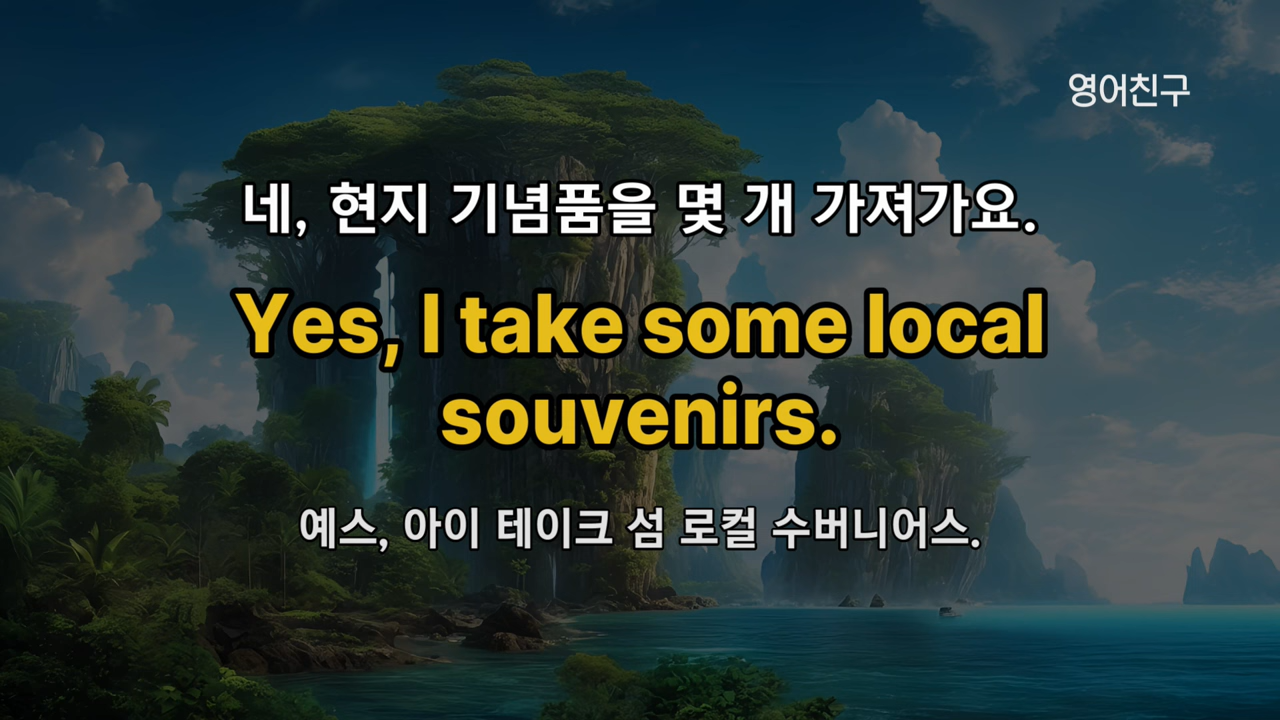 영어친구
네, 현지 기념품을 몇 개 가져가요.
Yes, I take some local
souvenirs.
예스, 아이 테이크 섬 로컬 수버니어스.